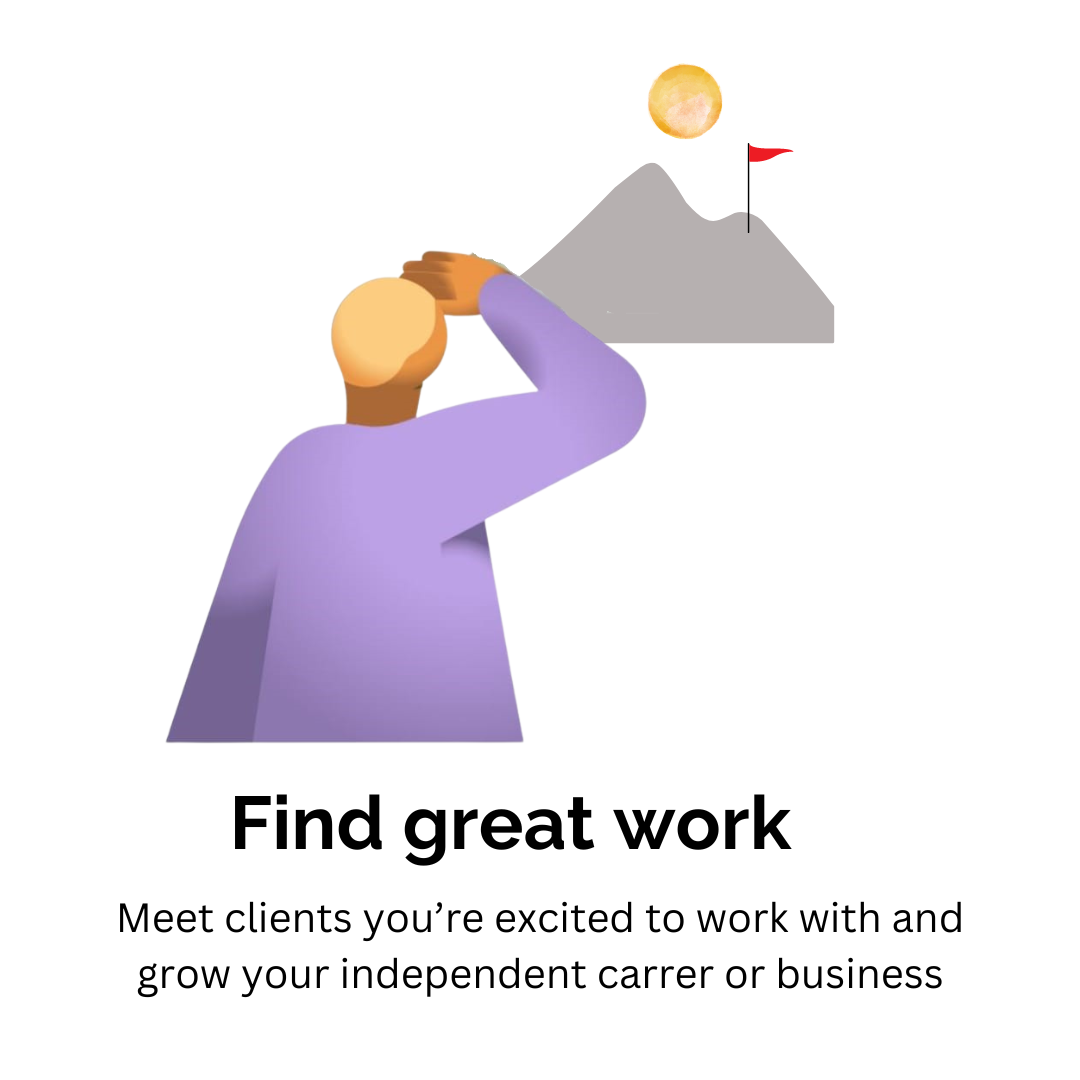 Find great work
Meet clients you’re excited to work with and
grow your independent carrer or business